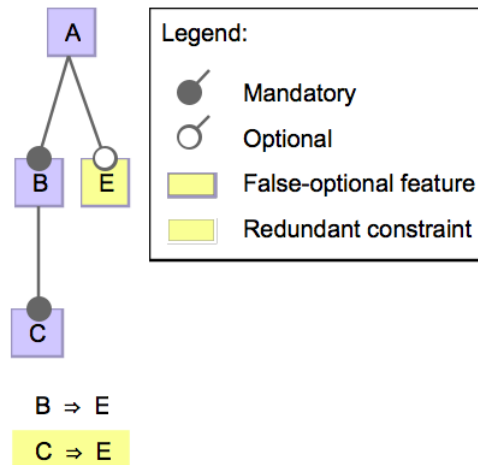 A
Legend:
Mandatory
Optional
B
E
False-optional feature
Redundant constraint
C
B ⇒ E
C ⇒ E